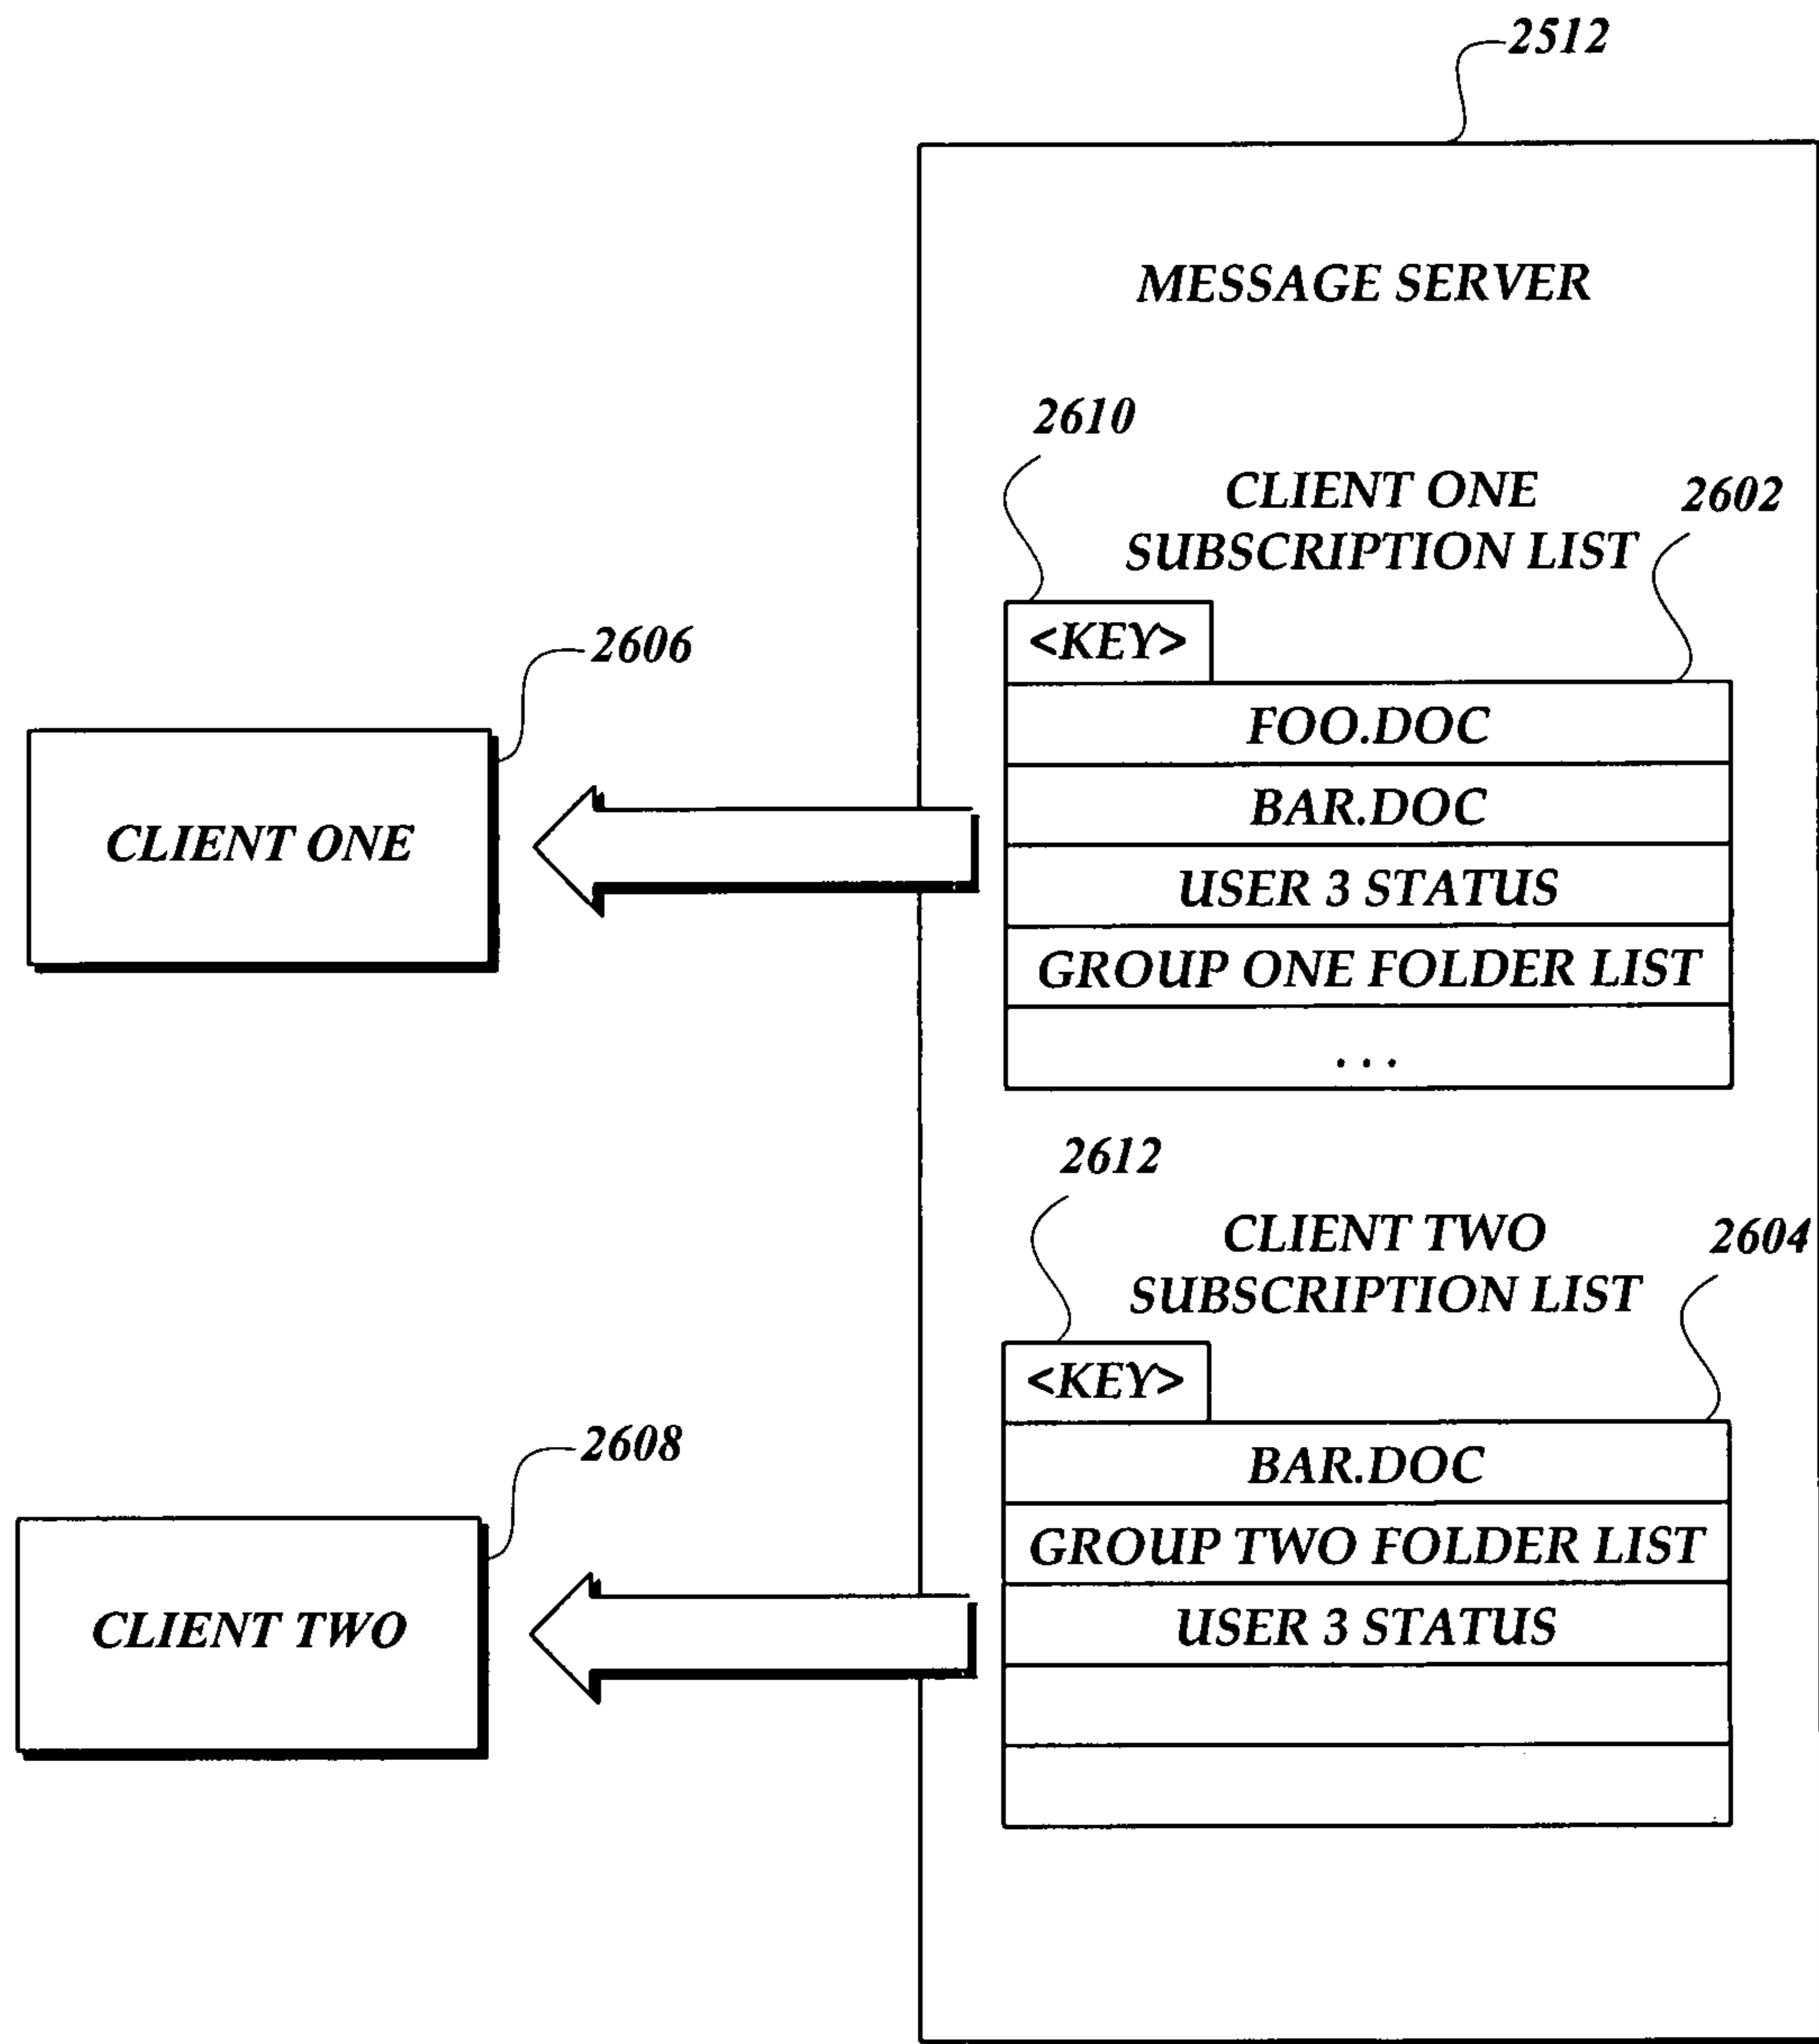 2512
MESSAGE SERVER
2610
CLIENT ONE
SUBSCRIPTION LIST
2602
<KEY>
FOO.DOC
BAR.DOC
USER 3 STATUS
GROUP ONE FOLDER LIST
...
2606
CLIENT ONE
2612
CLIENT TWO
SUBSCRIPTION LIST
2604
<KEY>
BAR.DOC
GROUP TWO FOLDER LIST
USER 3 STATUS
2608
CLIENT TWO